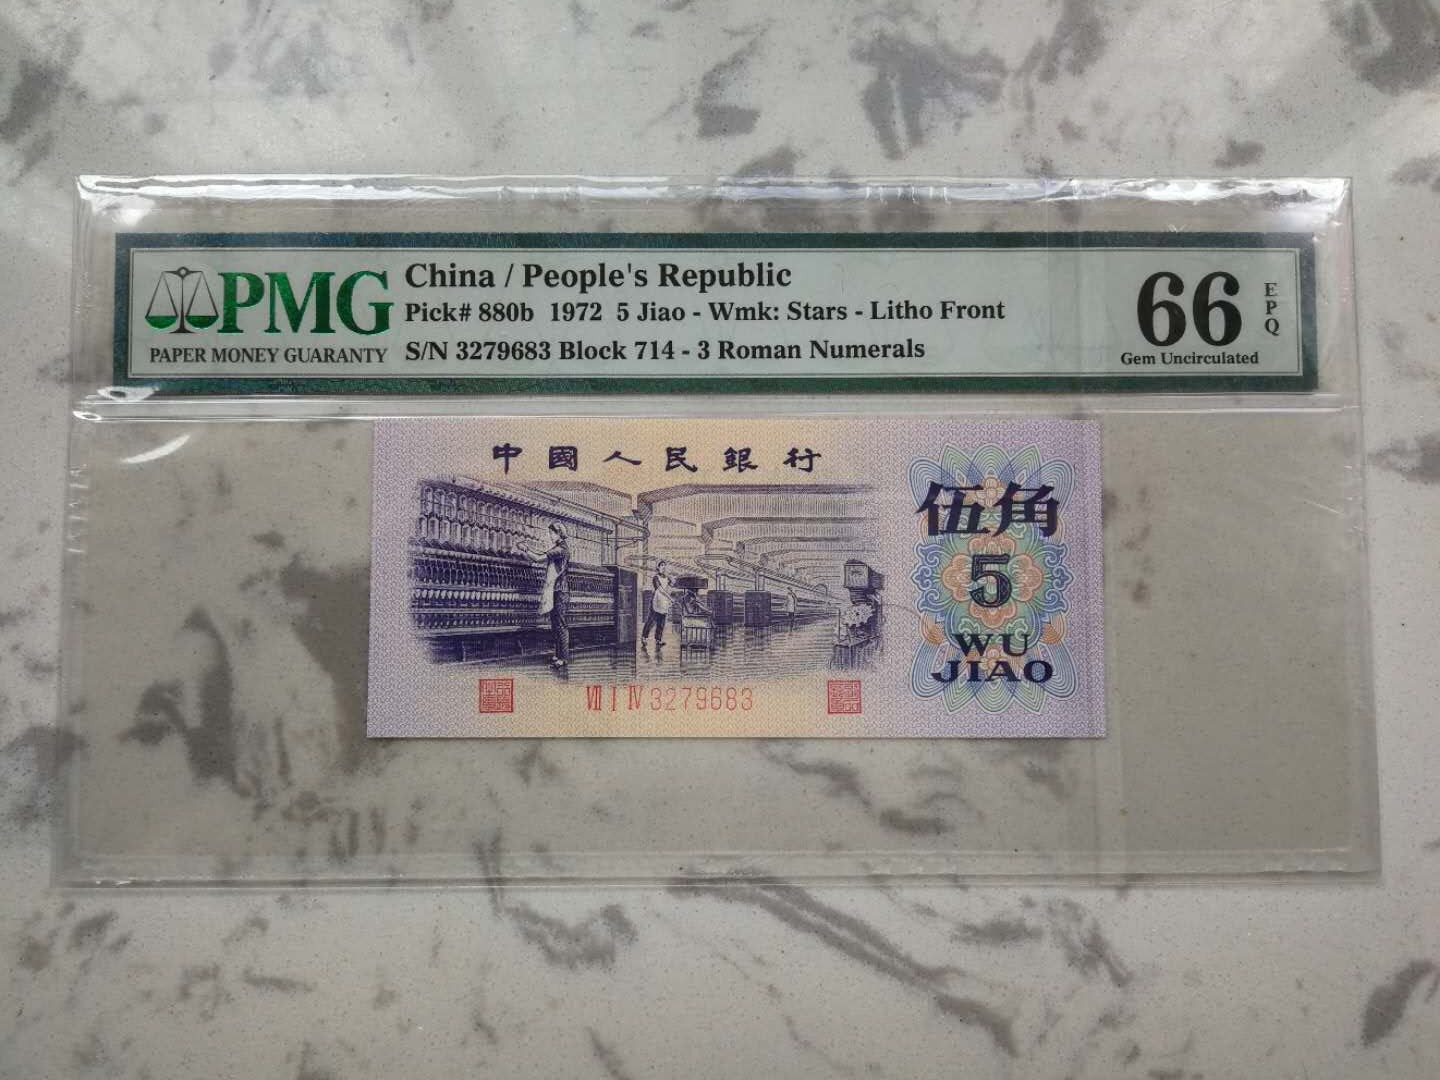 PMG
PAPER MONEY GUARANTY
China / People's Republic
Pick# 880b 1972 5 Jiao - Wmk: Stars - Litho Front
S/N 3279683 Block 714 - 3 Roman Numerals
66
EPQ
Gem Uncirculated
中國人民銀行
伍角
5
WU
JIAO
Ⅶ Ⅰ Ⅳ 3279683